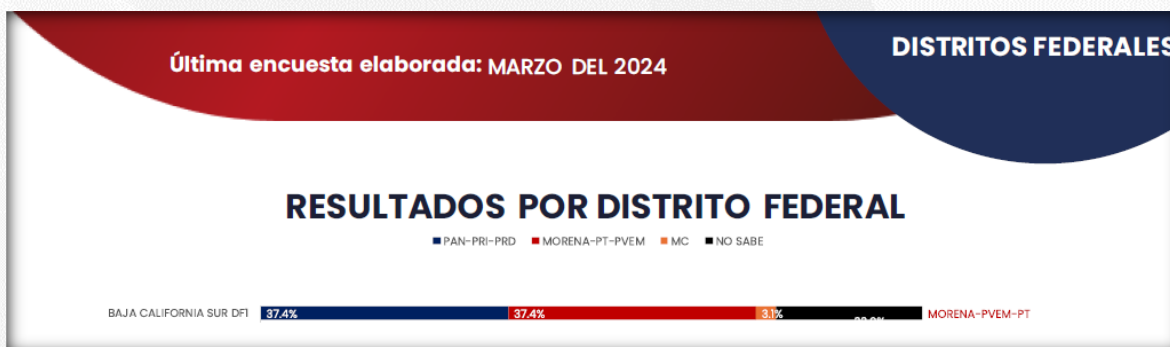 Última encuesta elaborada: MARZO DEL 2024
DISTRITOS FEDERALES
RESULTADOS POR DISTRITO FEDERAL
PAN-PRI-PRD MORENA-PT-PVEM MC NO SABE
BAJA CALIFORNIA SUR DF1 37.4% 37.4% 3.1% MORENA-PVEM-PT